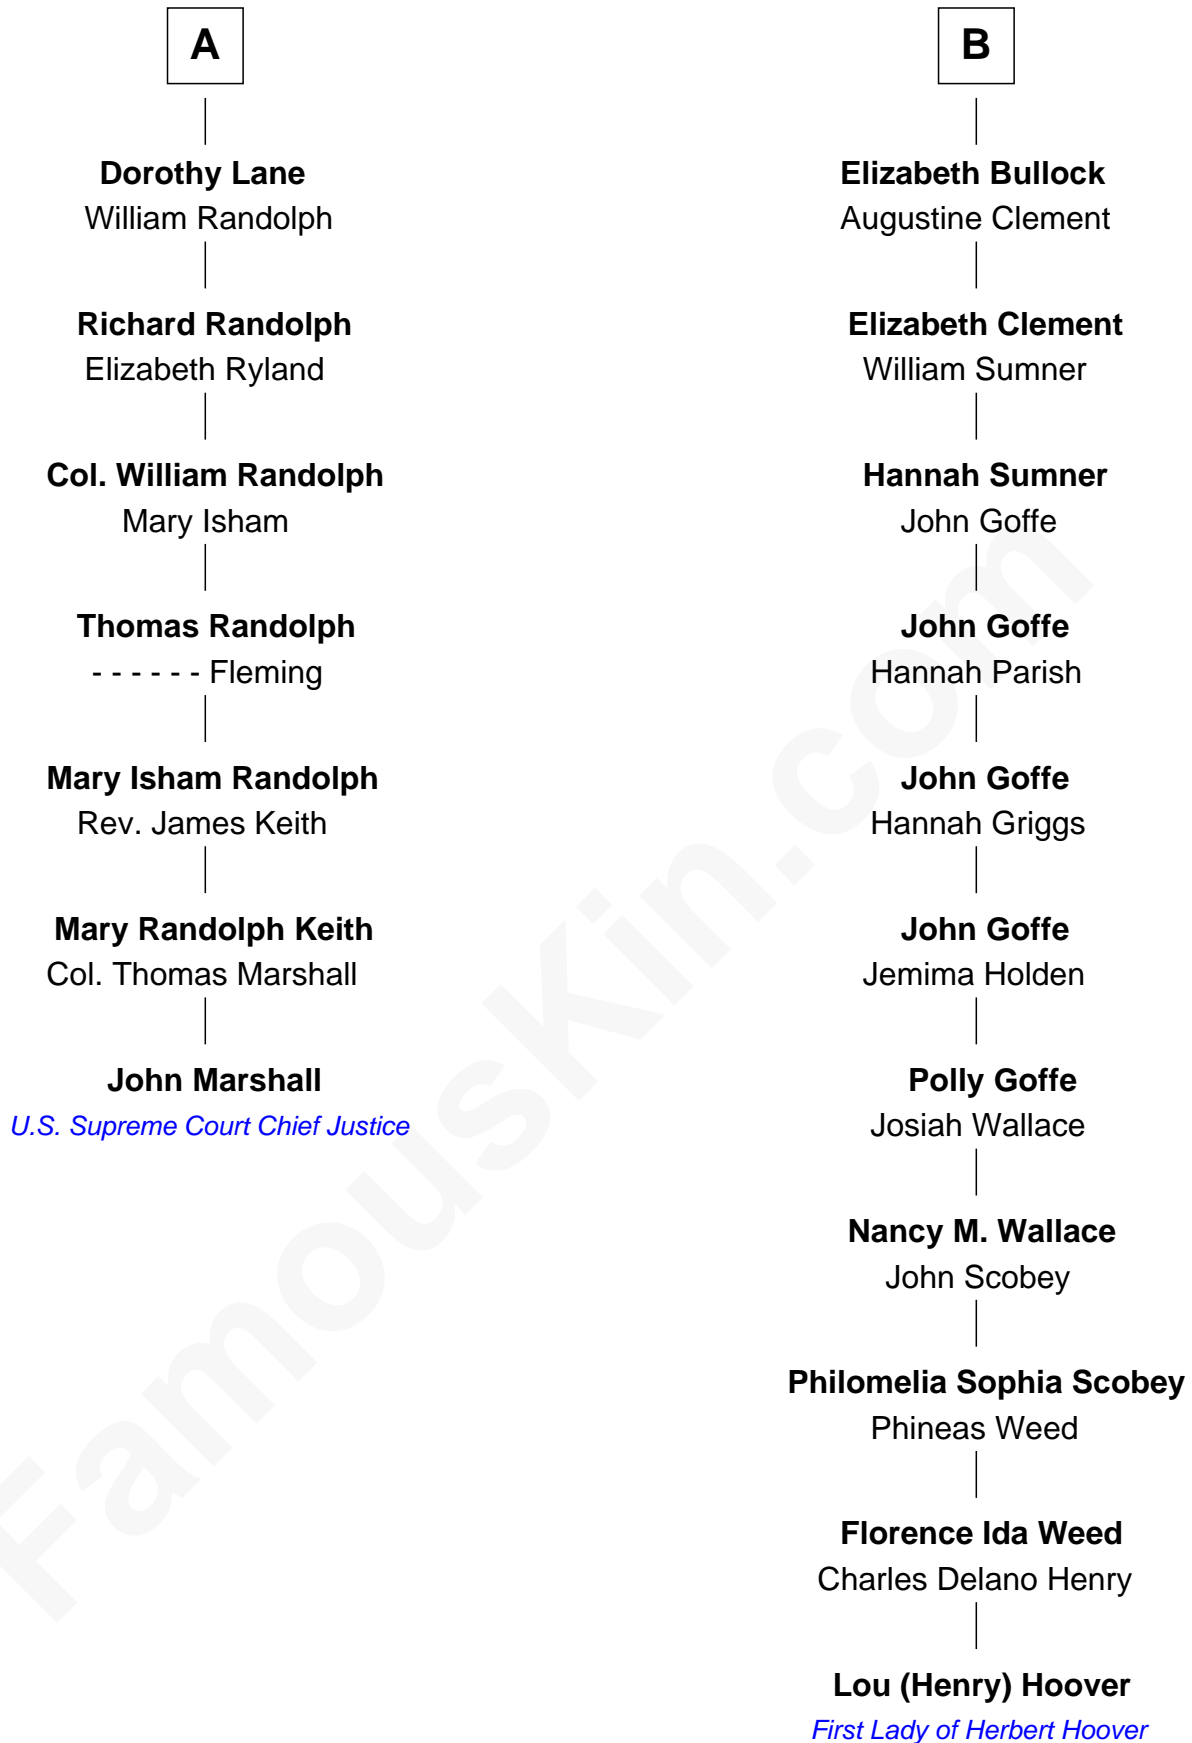 A
Dorothy Lane
William Randolph
Richard Randolph
Elizabeth Ryland
Col. William Randolph
Mary Isham
Thomas Randolph
- - - - - - Fleming
Mary Isham Randolph
Rev. James Keith
Mary Randolph Keith
Col. Thomas Marshall
John Marshall
U.S. Supreme Court Chief Justice
B
Elizabeth Bullock
Augustine Clement
Elizabeth Clement
William Sumner
Hannah Sumner
John Goffe
John Goffe
Hannah Parish
John Goffe
Hannah Griggs
John Goffe
Jemima Holden
Polly Goffe
Josiah Wallace
Nancy M. Wallace
John Scobey
Philomelia Sophia Scobey
Phineas Weed
Florence Ida Weed
Charles Delano Henry
Lou (Henry) Hoover
First Lady of Herbert Hoover
FamousKin.com